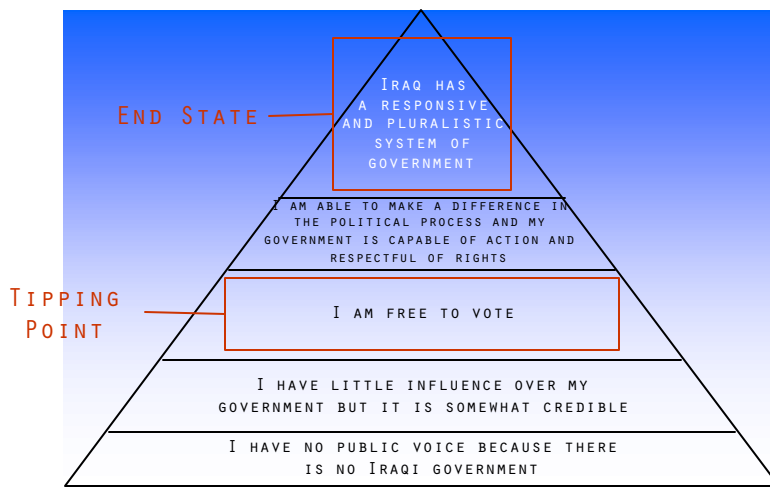 End State
Iraq has
a responsive
and pluralistic
system of
government
I am able to make a difference in
the political process and my
government is capable of action and
respectful of rights
Tipping
Point
I am free to vote
I have little influence over my
government but it is somewhat credible
I have no public voice because there
is no Iraqi government